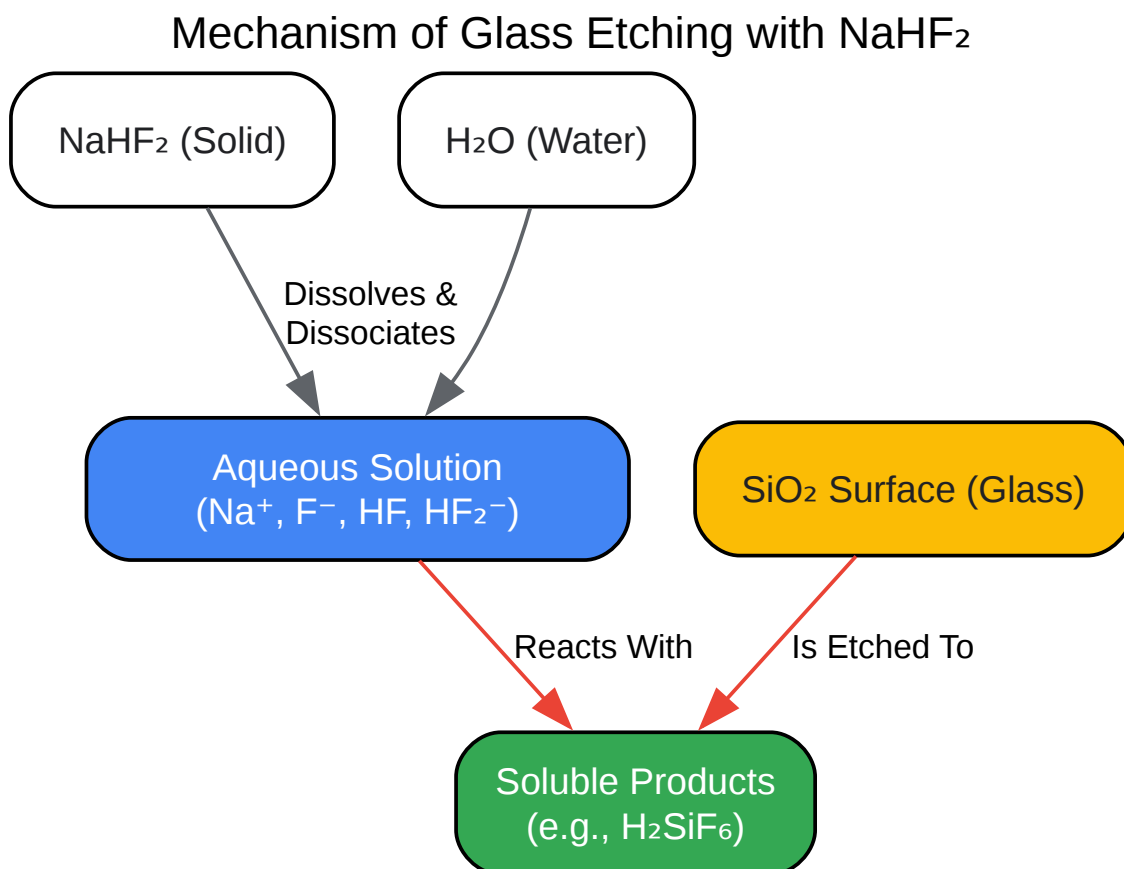 Mechanism of Glass Etching with NaHF₂
NaHF₂ (Solid)
H₂O (Water)
Dissolves &
Dissociates
Aqueous Solution
(Na⁺, F⁻, HF, HF₂⁻)
SiO₂ Surface (Glass)
Reacts With
Is Etched To
Soluble Products
(e.g., H₂SiF₆)